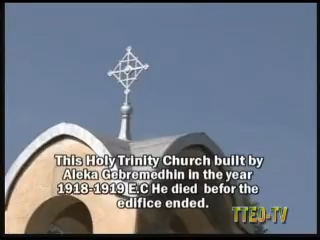 This Holy Trinity Church built by
Aleka Gebremedhin in the year
1918-1919 E.C He died befor the
edifice ended.
TTEO-TV